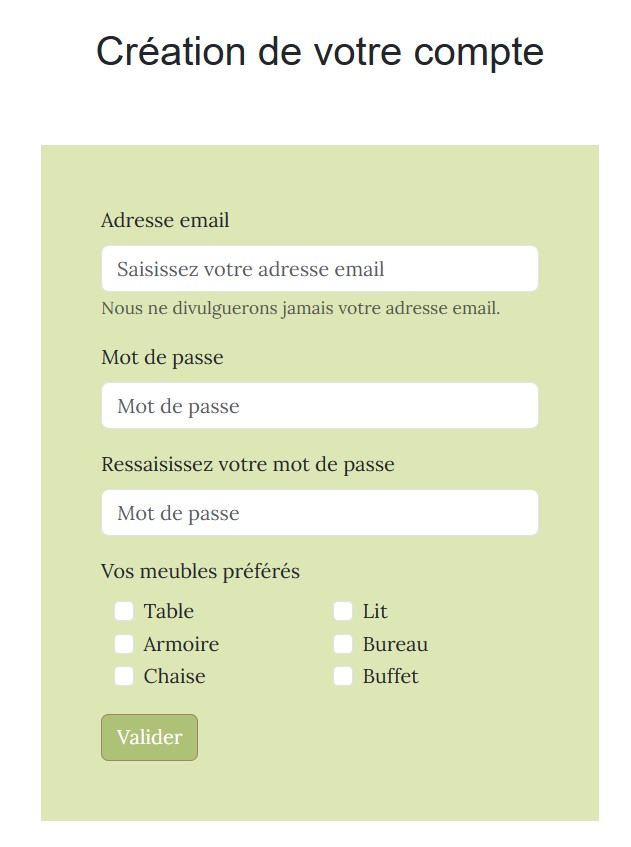 Création de votre compte
Adresse email
Saisissez votre adresse email
Nous ne divulguerons jamais votre adresse email.
Mot de passe
Mot de passe
Ressaisissez votre mot de passe
Mot de passe
Vos meubles préférés
Table Lit
Armoire Bureau
Chaise Buffet
Valider